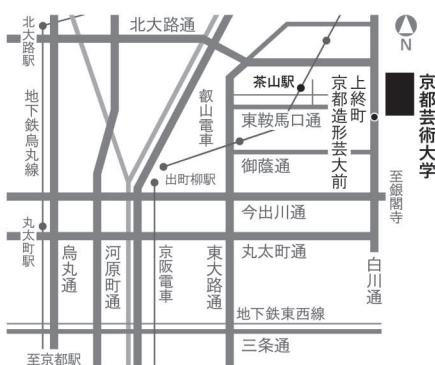 北大路通
北大路駅
N
茶山駅
上終町
京都造形芸大前
京都芸術大学
地下鉄烏丸線
叡山電車
東鞍馬口通
御蔭通
出町柳駅
至銀閣寺
今出川通
丸太町駅
丸太町通
烏丸通
河原町通
京阪電車
東大路通
白川通
地下鉄東西線
三条通
至京都駅